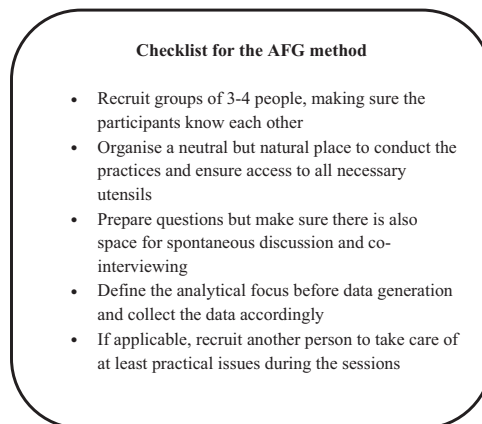 Checklist for the AFG method
• Recruit groups of 3-4 people, making sure the
participants know each other
• Organise a neutral but natural place to conduct the
practices and ensure access to all necessary
utensils
• Prepare questions but make sure there is also
space for spontaneous discussion and co-
interviewing
• Define the analytical focus before data generation
and collect the data accordingly
• If applicable, recruit another person to take care of
at least practical issues during the sessions